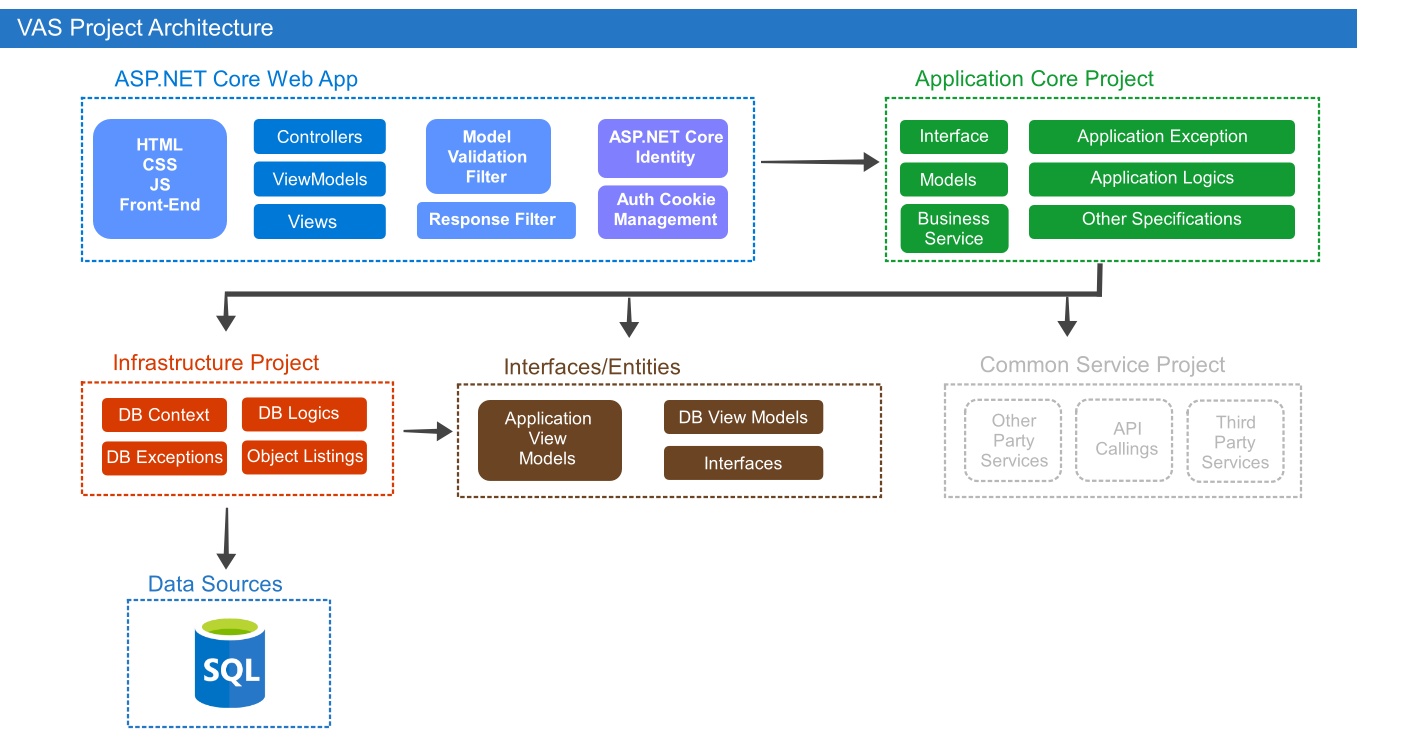 VAS Project Architecture
ASP.NET Core Web App
HTML
CSS
JS
Front-End
Controllers
ViewModels
Views
Model
Validation
Filter
Response Filter
ASP.NET Core
Identity
Auth Cookie
Management
Application Core Project
Interface
Models
Business
Service
Application Exception
Application Logics
Other Specifications
Infrastructure Project
DB Context
DB Logics
DB Exceptions
Object Listings
Interfaces/Entities
Application
View
Models
DB View Models
Interfaces
Common Service Project
Other
Party
Services
API
Callings
Third
Party
Services
Data Sources
SQL